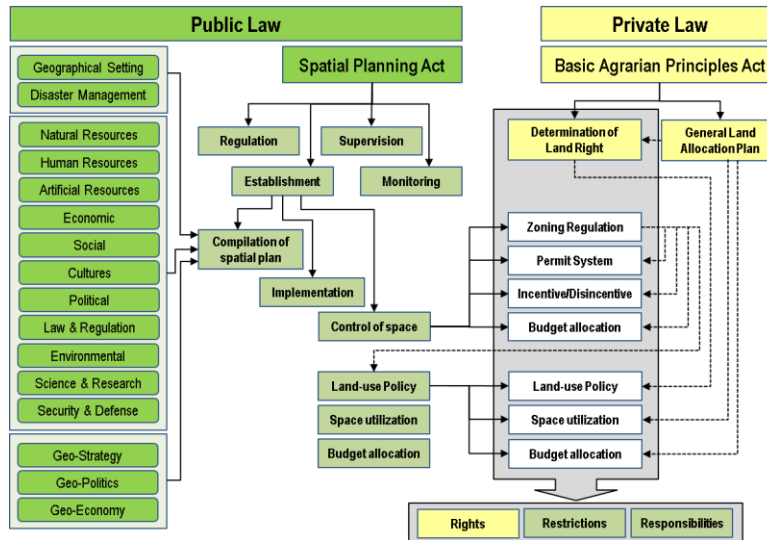 Public Law
Private Law
Geographical Setting
Disaster Management
Spatial Planning Act
Basic Agrarian Principles Act
Natural Resources
Human Resources
Artificial Resources
Economic
Social
Cultures
Political
Law & Regulation
Environmental
Science & Research
Security & Defense
Geo-Strategy
Geo-Politics
Geo-Economy
Regulation
Supervision
Establishment
Monitoring
Compilation of
spatial plan
Implementation
Control of space
Land-use Policy
Space utilization
Budget allocation
Determination of
Land Right
General Land
Allocation Plan
Zoning Regulation
Permit System
Incentive/Disincentive
Budget allocation
Land-use Policy
Space utilization
Budget allocation
Rights
Restrictions
Responsibilities